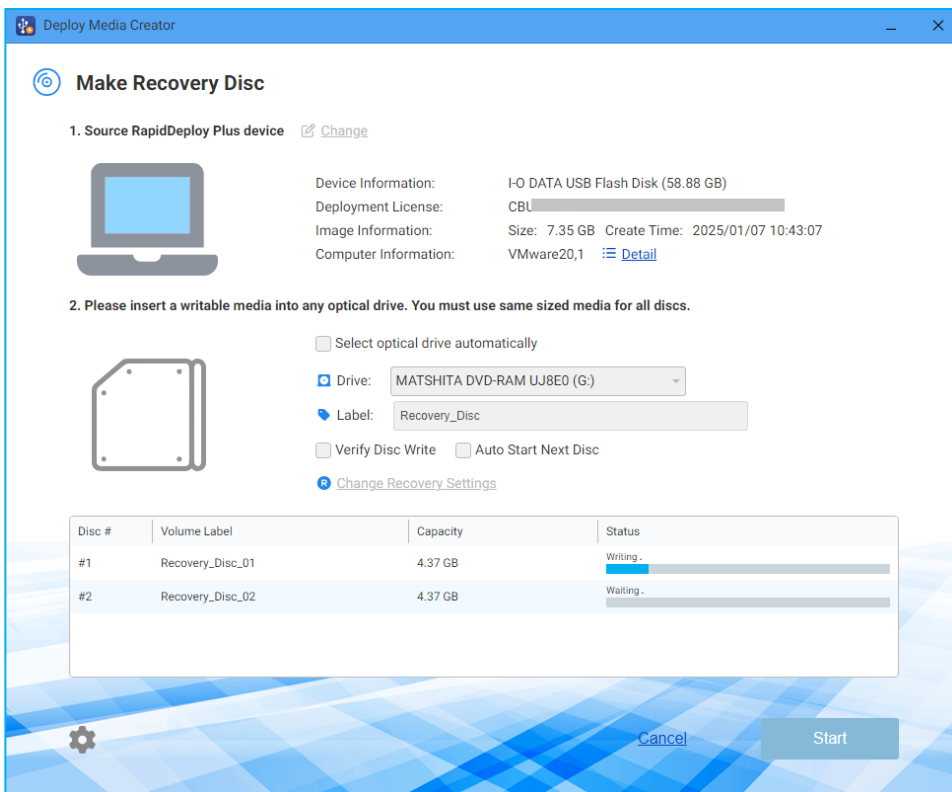 Deploy Media Creator
Make Recovery Disc
1. Source RapidDeploy Plus device Change
Device Information: I-O DATA USB Flash Disk (58.88 GB)
Deployment License:
Image Information: Size: 7.35 GB Create Time: 2025/01/07 10:43:07
Computer Information: VMware20,1 Detail
2. Please insert a writable media into any optical drive. You must use same sized media for all discs.
Select optical drive automatically
Drive: MATSHITA DVD-RAM UJ8E0 (G:)
Label: Recovery_Disc
Verify Disc Write Auto Start Next Disc
R Change Recovery Settings
Disc # Volume Label Capacity Status
#1 Recovery_Disc_01 4.37 GB Writing .
#2 Recovery_Disc_02 4.37 GB Waiting .
Cancel Start